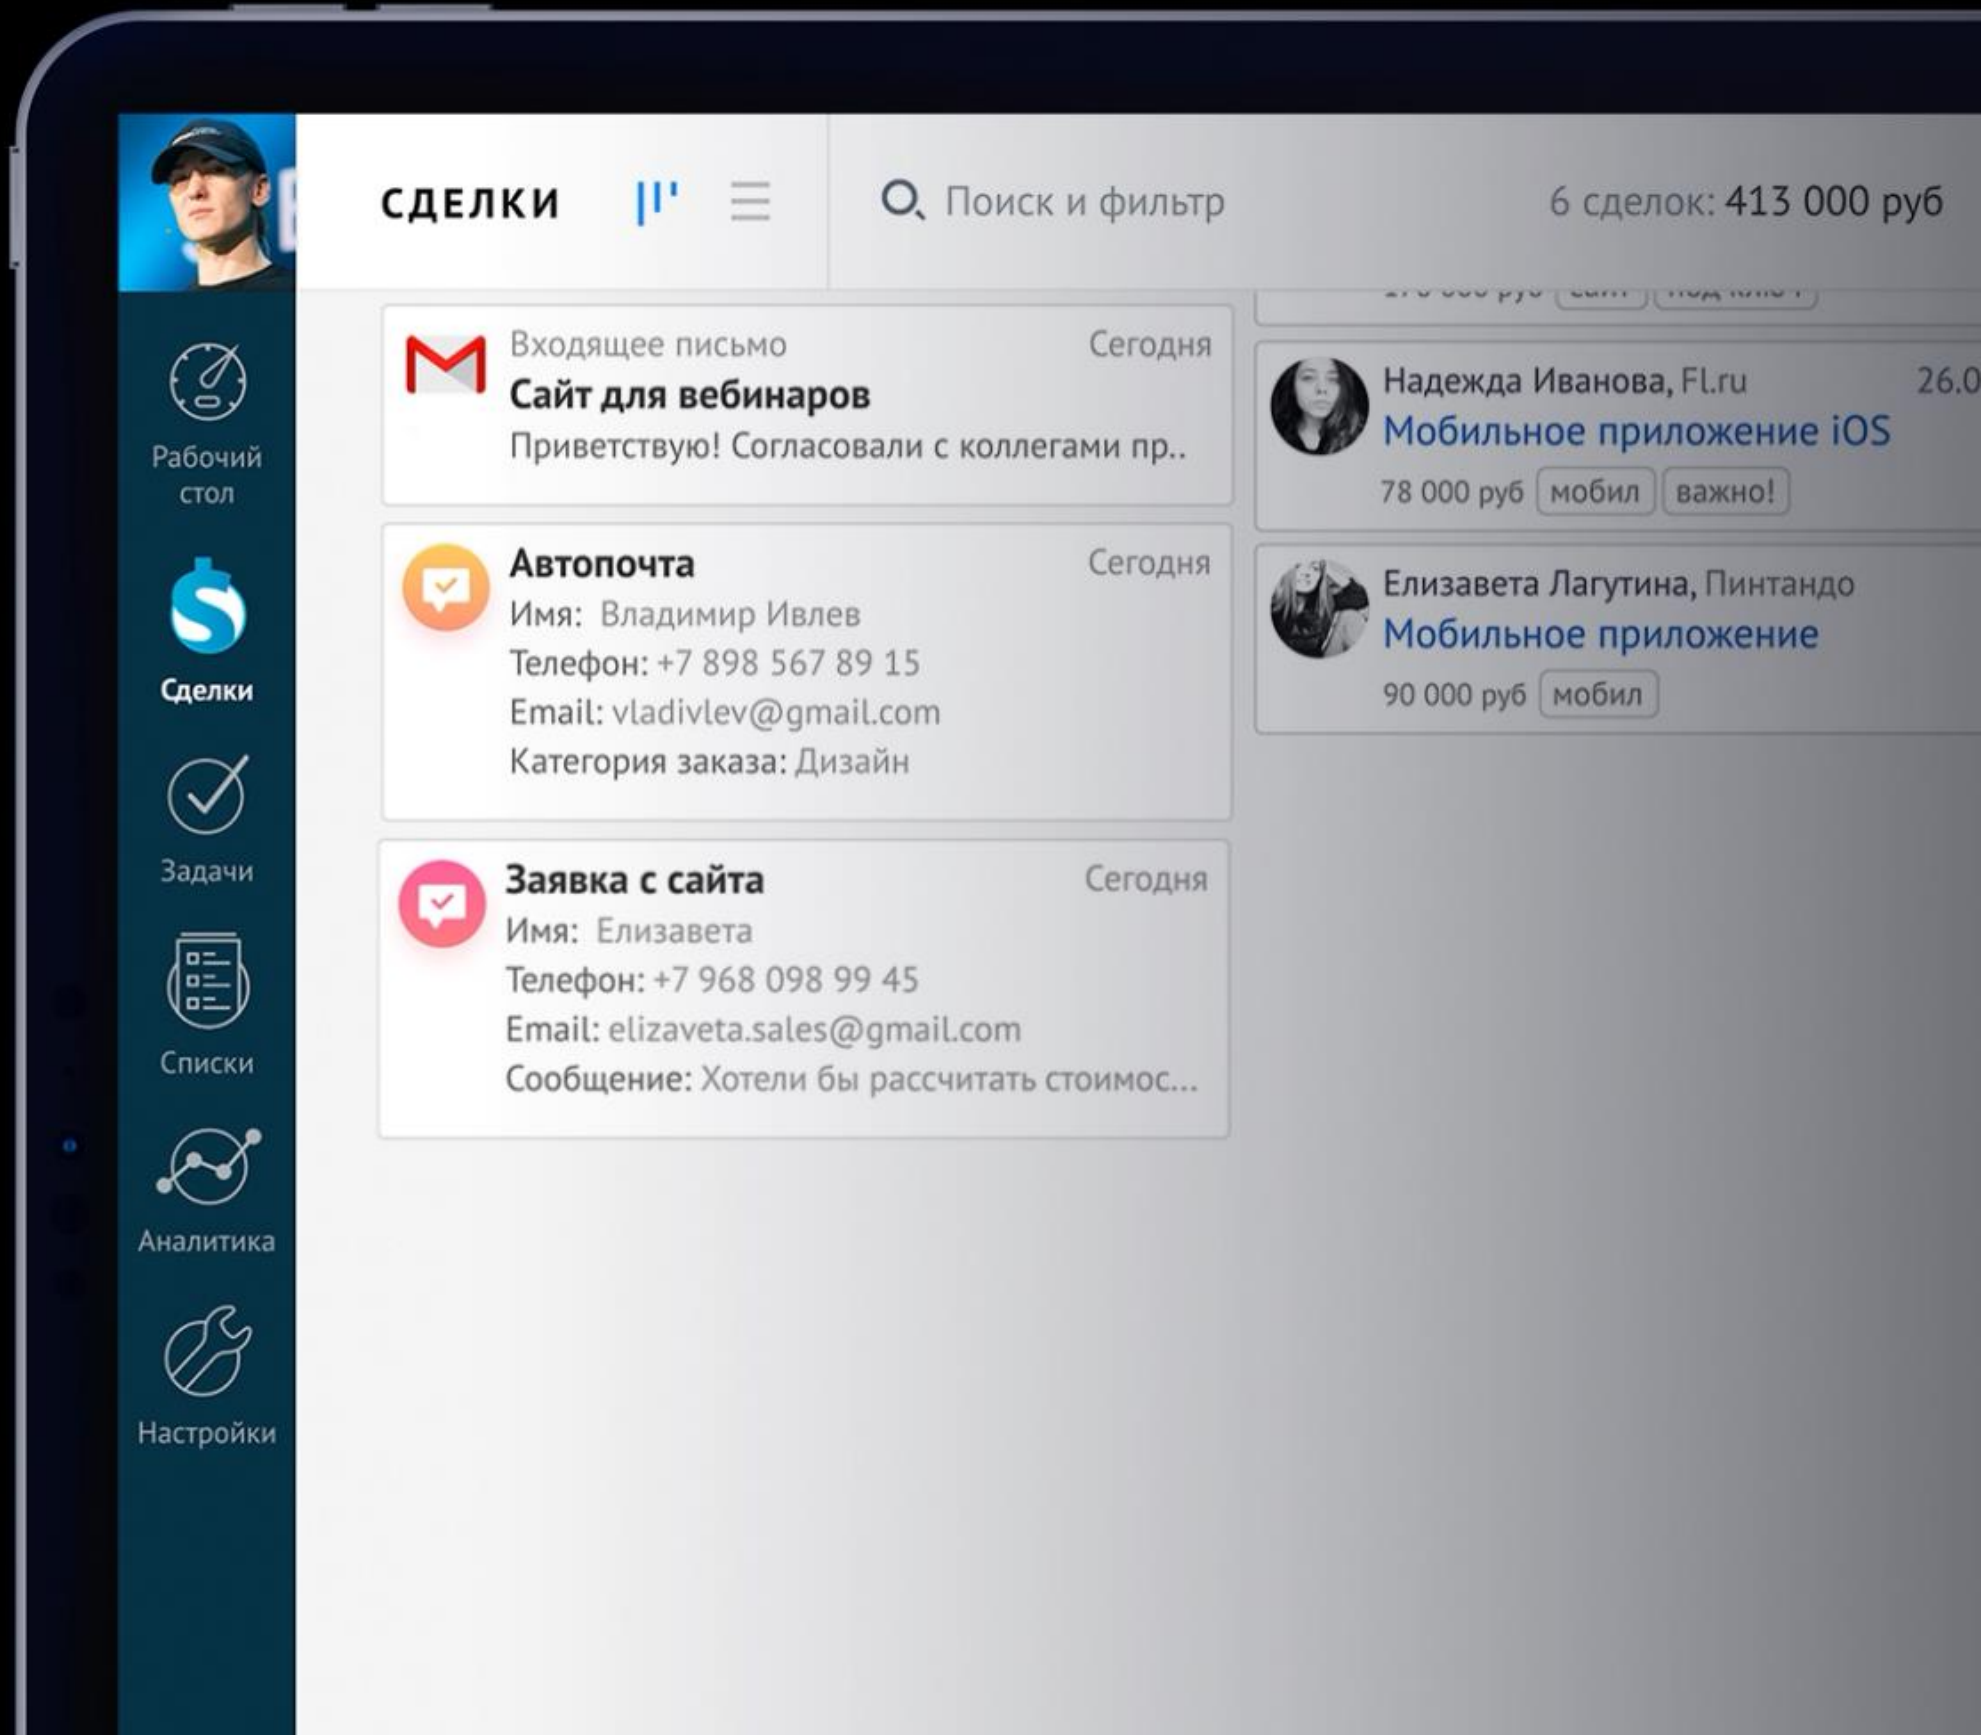 СДЕЛКИ
Поиск и фильтр
6 сделок: 413 000 руб
Рабочий
стол
Сделки
Задачи
Списки
Аналитика
Настройки
Входящее письмо Сегодня
Сайт для вебинаров
Приветствую! Согласовали с коллегами пр..
Автопочта Сегодня
Имя: Владимир Ивлев
Телефон: +7 898 567 89 15
Email: vladivlev@gmail.com
Категория заказа: Дизайн
Заявка с сайта Сегодня
Имя: Елизавета
Телефон: +7 968 098 99 45
Email: elizaveta.sales@gmail.com
Сообщение: Хотели бы рассчитать стоимос...
Надежда Иванова, Fl.ru 26.0
Мобильное приложение iOS
78 000 руб мобил важно!
Елизавета Лагутина, Пинтандо
Мобильное приложение
90 000 руб мобил